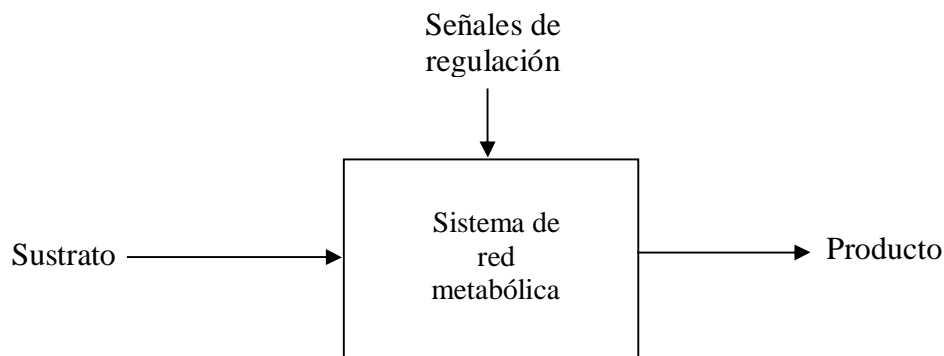 Señales de
regulación
Sustrato
Sistema de
red
metabólica
Producto